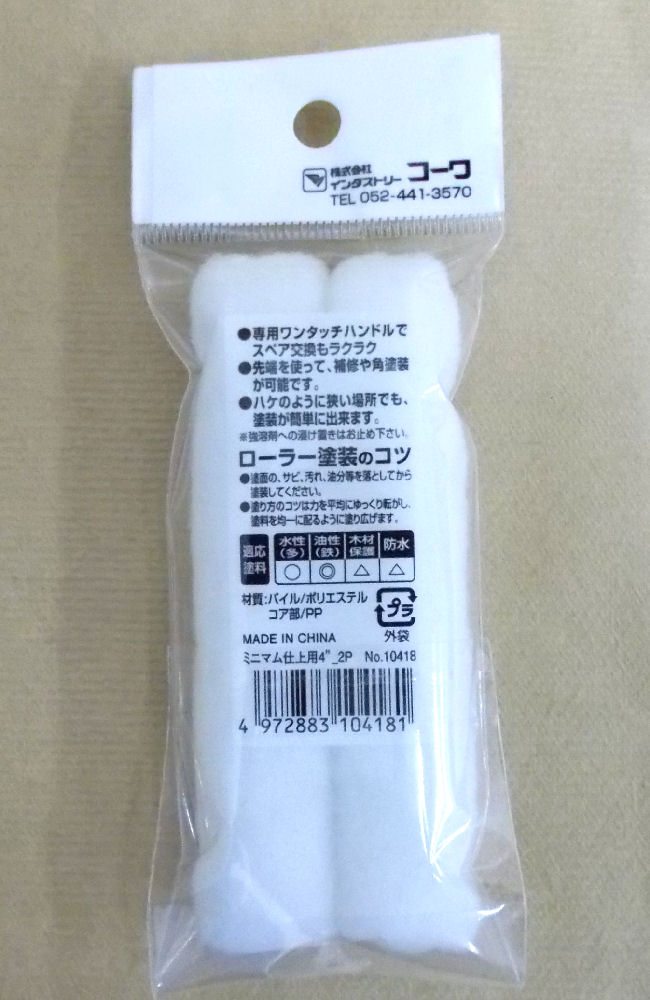 株式会社
インダストリーコーワ
TEL 052-441-3570
●専用ワンタッチハンドルで
スペア交換もラクラク
●先端を使って、補修や角塗装
が可能です。
●ハケのように狭い場所でも、
塗装が簡単に出来ます。
※強溶剤への漬け置きはお止め下さい。
ローラー塗装のコツ
●塗面の、サビ、汚れ、油分等を落としてから
塗装してください。
●塗り方のコツは力を平均にゆっくり転がし、
塗料を均一に配るように塗り広げます。
適応塗料 水性(多) 油性(鉄) 木材保護 防水
○ ◎ △ △
材質:パイル/ポリエステル
コア部/PP
プラ
外袋
MADE IN CHINA
ミニマム仕上用4"_2P No.10418
4 972883 104181